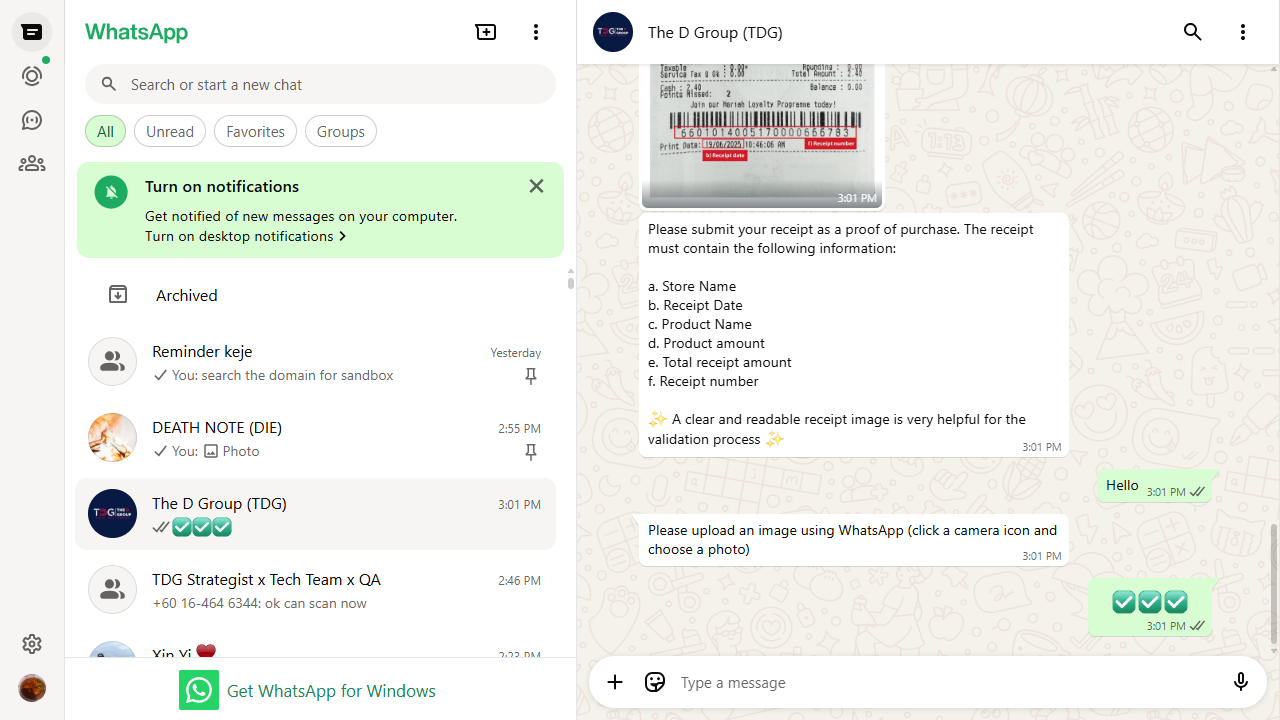 WhatsApp
Search or start a new chat
All
Unread
Favorites
Groups
Turn on notifications
Get notified of new messages on your computer.
Turn on desktop notifications
Archived
Reminder keje
Yesterday
You: search the domain for sandbox
DEATH NOTE (DIE)
2:55 PM
You: Photo
The D Group (TDG)
3:01 PM
TDG Strategist x Tech Team x QA
2:46 PM
+60 16-464 6344: ok can scan now
Xin Yi
2:23 PM
Get WhatsApp for Windows
The D Group (TDG)
Taxable : 0.00* Rounding : 0.00
Service Tax @ 0% : 0.00* Total Amount : 2.40
Cash : 2.40 Balance : 0.00
Points Missed: 2
Join our Mariah Loyalty Programme today!
Print Date: 19/06/2025 10:46:06 AM
f) Receipt number
b) Receipt date
3:01 PM
Please submit your receipt as a proof of purchase. The receipt
must contain the following information:
a. Store Name
b. Receipt Date
c. Product Name
d. Product amount
e. Total receipt amount
f. Receipt number
✨ A clear and readable receipt image is very helpful for the
validation process ✨
3:01 PM
Hello 3:01 PM
Please upload an image using WhatsApp (click a camera icon and
choose a photo)
3:01 PM
3:01 PM
Type a message